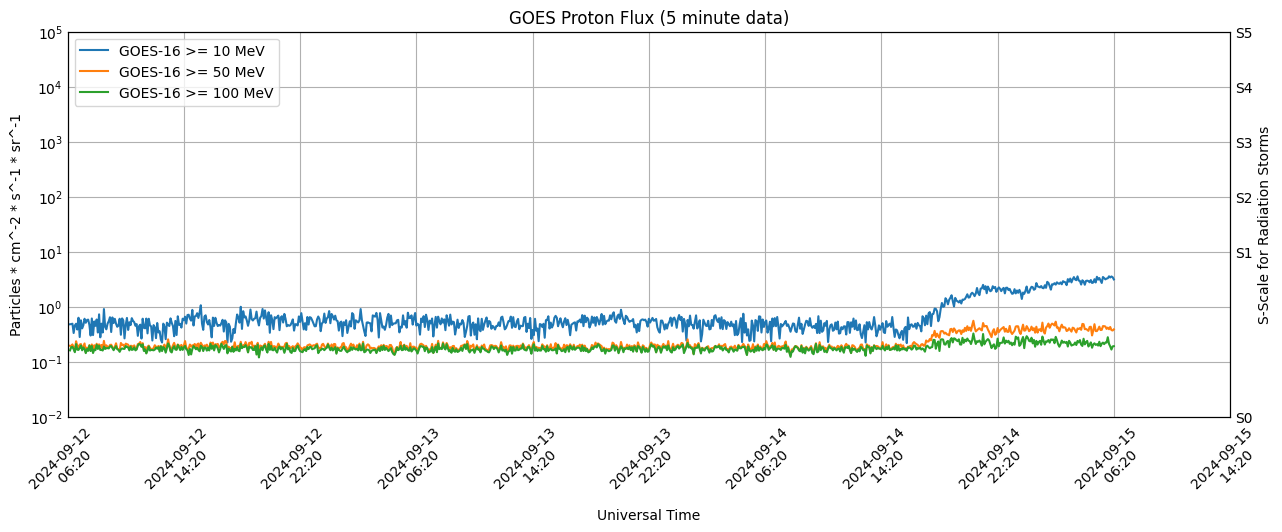 GOES Proton Flux (5 minute data)
GOES-16 >= 10 MeV
GOES-16 >= 50 MeV
GOES-16 >= 100 MeV
Particles * cm^-2 * s^-1 * sr^-1
10^5
10^4
10^3
10^2
10^1
10^0
10^-1
10^-2
S5
S4
S3
S2
S1
S0
S-Scale for Radiation Storms
2024-09-12
06:20
2024-09-12
14:20
2024-09-12
22:20
2024-09-13
06:20
2024-09-13
14:20
2024-09-13
22:20
2024-09-14
06:20
2024-09-14
14:20
2024-09-14
22:20
2024-09-15
06:20
2024-09-15
14:20
Universal Time